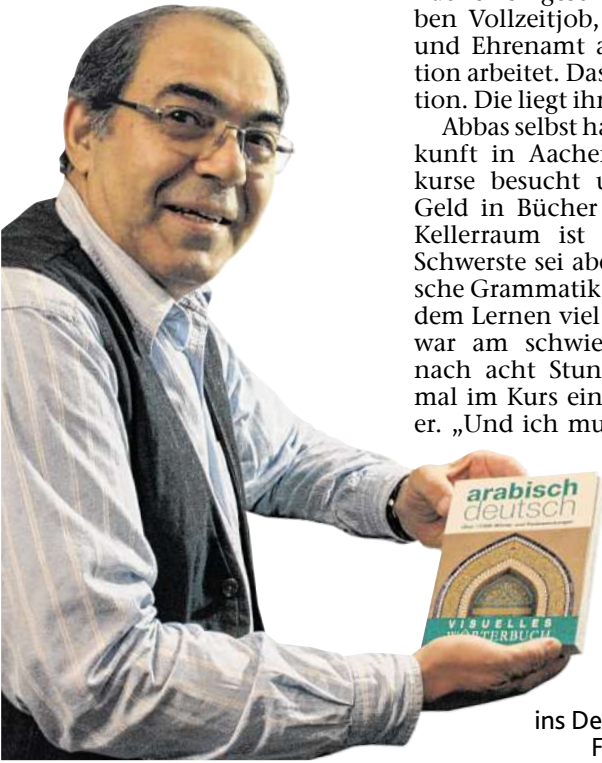 ben Vollzeitjob,
und Ehrenamt a
tion arbeitet. Das
tion. Die liegt ihr
Abbas selbst ha
kunft in Aacher
kurse besucht u
Geld in Bücher
Kellerraum ist
Schwerste sei abe
sche Grammatik
dem Lernen viel
war am schwie
nach acht Stun
mal im Kurs ein
er. „Und ich mu
arabisch
deutsch
VISUELLES
WÖRTERBUCH
ins De
F